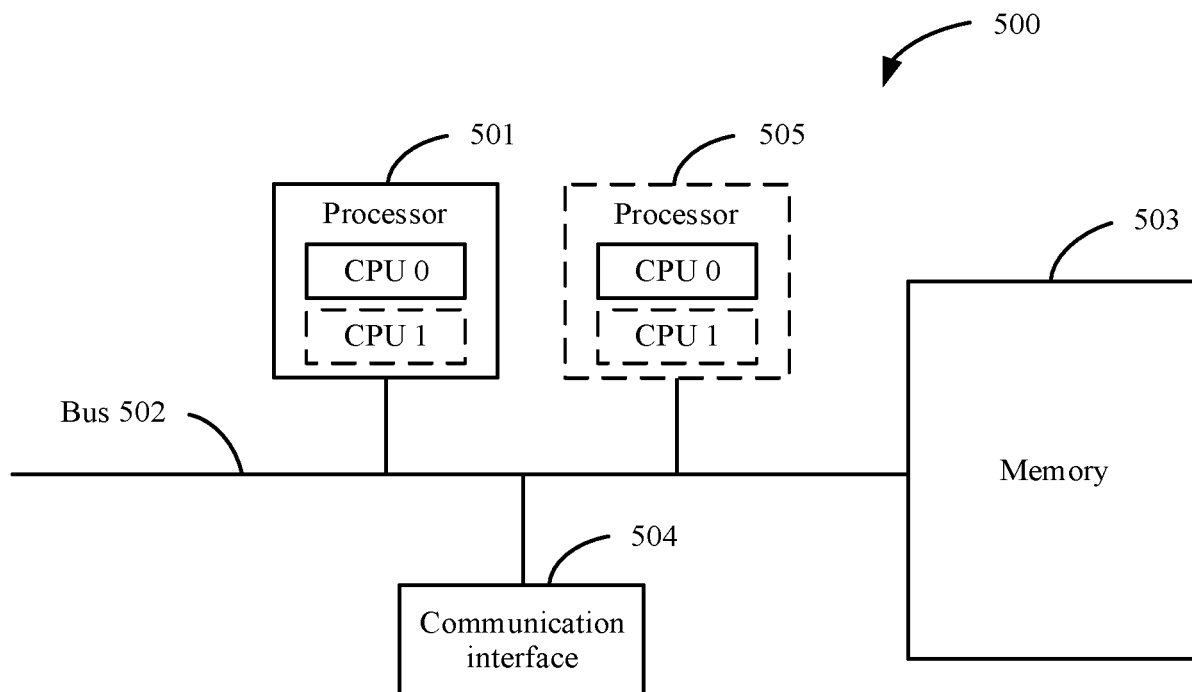 500
501
505
Processor
Processor
503
CPU 0
CPU 0
CPU 1
CPU 1
Bus 502
Memory
504
Communication
interface